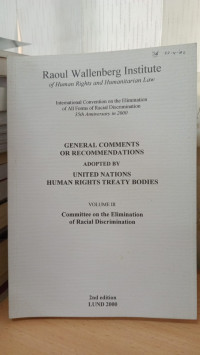 Raoul Wallenberg Institute
of Human Rights and Humanitarian Law
International Convention on the Elimination
of All Forms of Racial Discrimination
35th Anniversary in 2000
GENERAL COMMENTS
OR RECOMMENDATIONS
ADOPTED BY
UNITED NATIONS
HUMAN RIGHTS TREATY BODIES
VOLUME III
Committee on the Elimination
of Racial Discrimination
2nd edition
LUND 2000